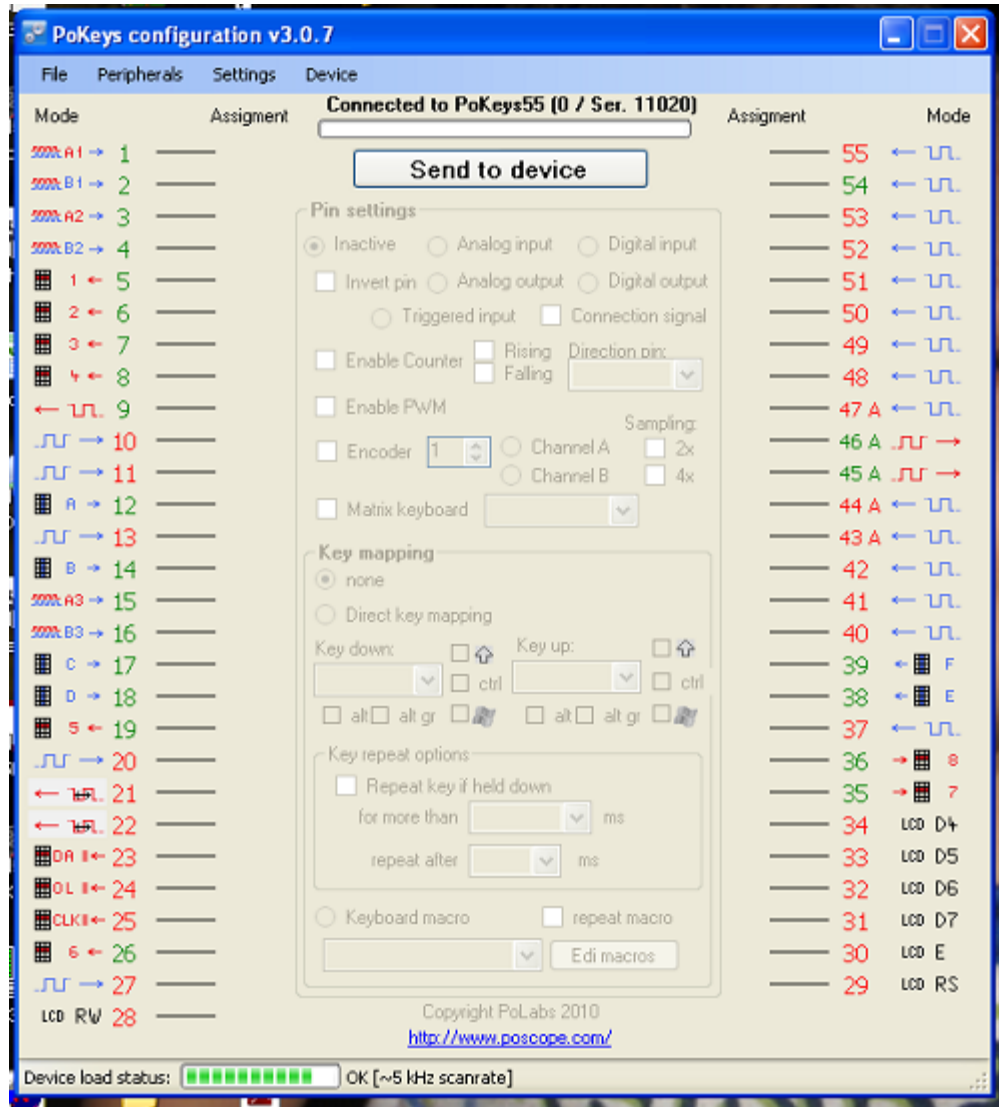 PoKeys configuration v3.0.7
File Peripherals Settings Device
Mode Assigment Connected to PoKeys55 (0 / Ser. 11020) Assigment Mode
Send to device
A1 1 55
B1 2 54
A2 3 53
B2 4 52
1 5 51
2 6 50
3 7 49
4 8 48
9 47 A
10 46 A
11 45 A
A 12 44 A
13 43 A
B 14 42
A3 15 41
B3 16 40
C 17 39 F
D 18 38 E
5 19 37
20 36 8
21 35 7
22 34 LCD D4
DA 23 33 LCD D5
OL 24 32 LCD D6
CLK 25 31 LCD D7
6 26 30 LCD E
27 29 LCD RS
LCD RW 28
Pin settings
Inactive Analog input Digital input
Invert pin Analog output Digital output
Triggered input Connection signal
Enable Counter Rising Direction pin:
Falling
Enable PWM
Sampling:
Encoder 1 Channel A 2x
Channel B 4x
Matrix keyboard
Key mapping
none
Direct key mapping
Key down: Key up:
ctrl ctrl
alt alt gr alt alt gr
Key repeat options
Repeat key if held down
for more than ms
repeat after ms
Keyboard macro repeat macro
Edi macros
Copyright PoLabs 2010
http://www.poscope.com/
Device load status: OK [~5 kHz scanrate]